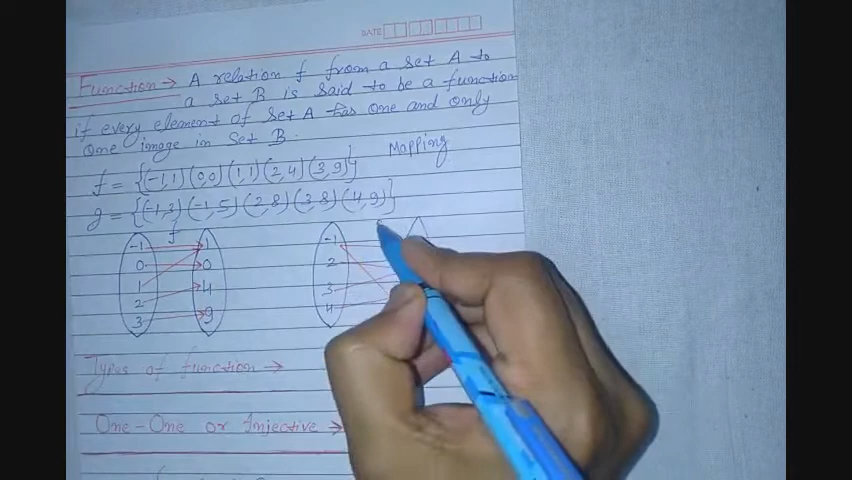 DATE
Function → A relation f from a set A to
a set B is said to be a function
if every element of set A has one and only
one image in set B.
Mapping
f = {(-1,1)(0,0)(1,1)(2,4)(3,9)}
g = {(-1,3)(-1,5)(2,8)(3,8)(4,9)}
f
-1 1 -1
0 0 2
1 4 3
2 9 4
3
Types of function →
One-One or Injective →